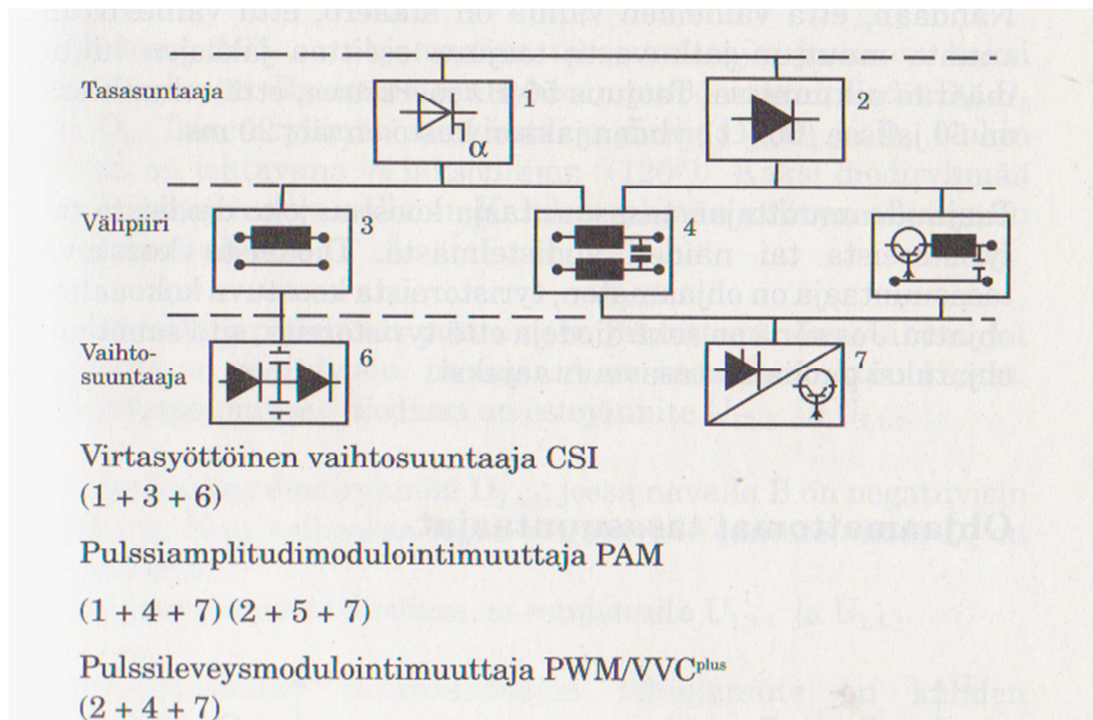 Tasasuuntaaja
1
2
α
Välipiiri
3
4
Vaihto-
suuntaaja
6
7
Virtasyöttöinen vaihtosuuntaaja CSI
(1 + 3 + 6)
Pulssiamplitudimodulointimuuttaja PAM
(1 + 4 + 7) (2 + 5 + 7)
Pulssileveysmodulointimuuttaja PWM/VVCplus
(2 + 4 + 7)